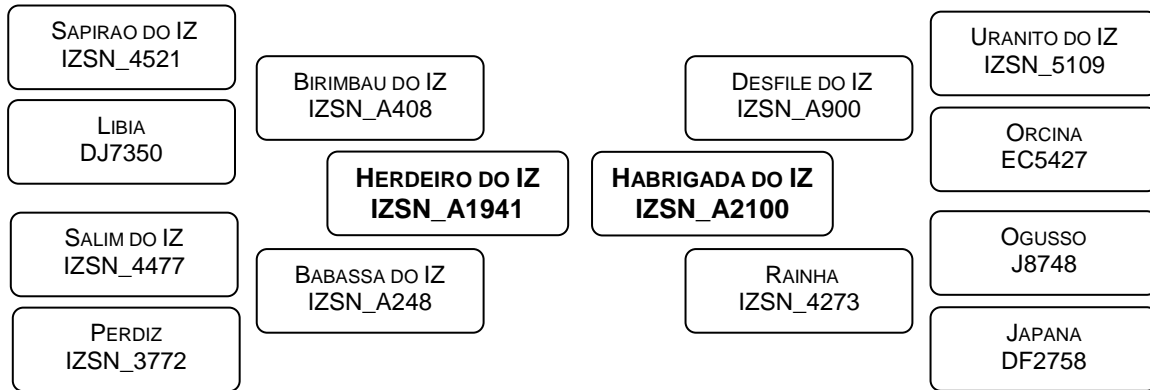 SAPIRAO DO IZ
IZSN_4521
LIBIA
DJ7350
BIRIMBAU DO IZ
IZSN_A408
HERDEIRO DO IZ
IZSN_A1941
SALIM DO IZ
IZSN_4477
PERDIZ
IZSN_3772
BABASSA DO IZ
IZSN_A248
URANITO DO IZ
IZSN_5109
DESFILE DO IZ
IZSN_A900
ORCINA
EC5427
HABRIGADA DO IZ
IZSN_A2100
OGUSSO
J8748
RAINHA
IZSN_4273
JAPANA
DF2758